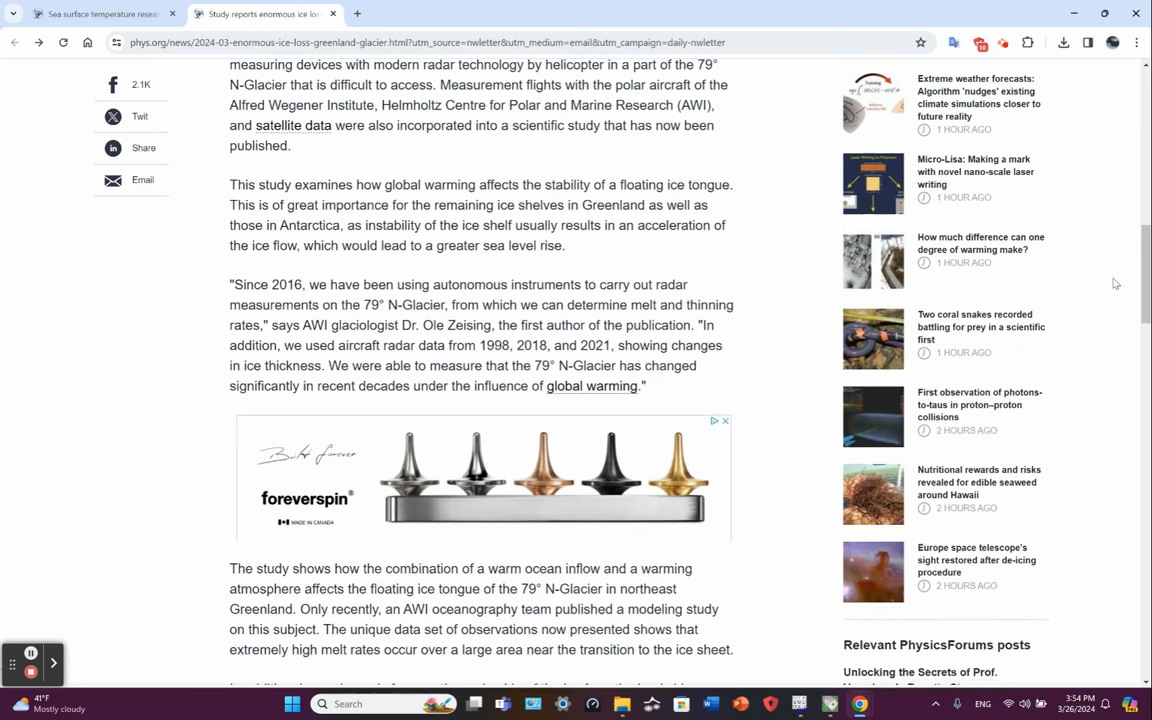 Sea surface temperature resear
Study reports enormous ice los
phys.org/news/2024-03-enormous-ice-loss-greenland-glacier.html?utm_source=nwletter&utm_medium=email&utm_campaign=daily-nwletter
10
2.1K
Twit
Share
Email
measuring devices with modern radar technology by helicopter in a part of the 79°
N-Glacier that is difficult to access. Measurement flights with the polar aircraft of the
Alfred Wegener Institute, Helmholtz Centre for Polar and Marine Research (AWI),
and satellite data were also incorporated into a scientific study that has now been
published.
This study examines how global warming affects the stability of a floating ice tongue.
This is of great importance for the remaining ice shelves in Greenland as well as
those in Antarctica, as instability of the ice shelf usually results in an acceleration of
the ice flow, which would lead to a greater sea level rise.
"Since 2016, we have been using autonomous instruments to carry out radar
measurements on the 79° N-Glacier, from which we can determine melt and thinning
rates," says AWI glaciologist Dr. Ole Zeising, the first author of the publication. "In
addition, we used aircraft radar data from 1998, 2018, and 2021, showing changes
in ice thickness. We were able to measure that the 79° N-Glacier has changed
significantly in recent decades under the influence of global warming."
Built forever
foreverspin®
MADE IN CANADA
The study shows how the combination of a warm ocean inflow and a warming
atmosphere affects the floating ice tongue of the 79° N-Glacier in northeast
Greenland. Only recently, an AWI oceanography team published a modeling study
on this subject. The unique data set of observations now presented shows that
extremely high melt rates occur over a large area near the transition to the ice sheet.
Extreme weather forecasts:
Algorithm 'nudges' existing
climate simulations closer to
future reality
1 HOUR AGO
Micro-Lisa: Making a mark
with novel nano-scale laser
writing
1 HOUR AGO
How much difference can one
degree of warming make?
1 HOUR AGO
Two coral snakes recorded
battling for prey in a scientific
first
1 HOUR AGO
First observation of photons-
to-taus in proton–proton
collisions
2 HOURS AGO
Nutritional rewards and risks
revealed for edible seaweed
around Hawaii
2 HOURS AGO
Europe space telescope's
sight restored after de-icing
procedure
2 HOURS AGO
Relevant PhysicsForums posts
Unlocking the Secrets of Prof.
41°F
Mostly cloudy
Search
ENG
3:54 PM
3/26/2024